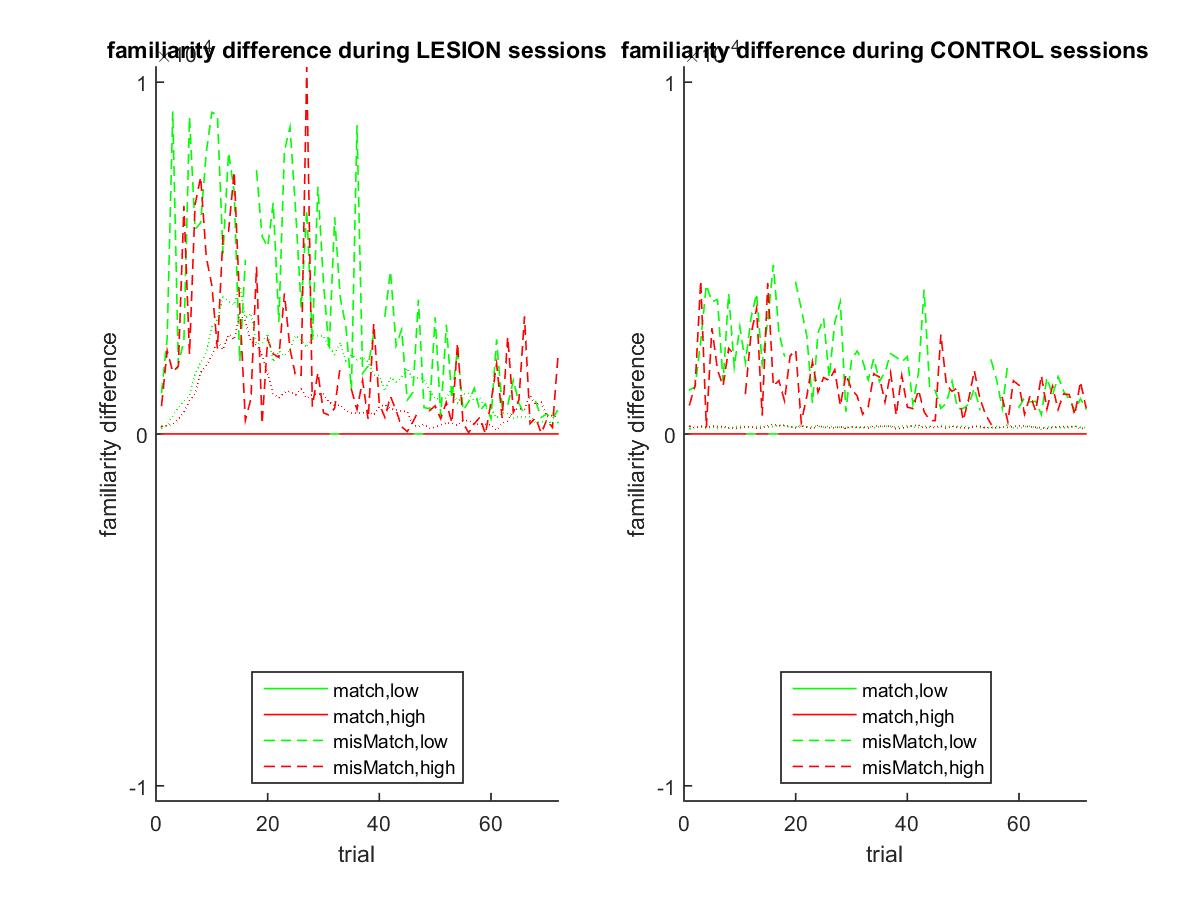 familiarity difference during LESION sessions
familiarity difference during CONTROL sessions
familiarity difference
1
0
-1
0
20
40
60
trial
match,low
match,high
misMatch,low
misMatch,high
familiarity difference
1
0
-1
0
20
40
60
trial
match,low
match,high
misMatch,low
misMatch,high